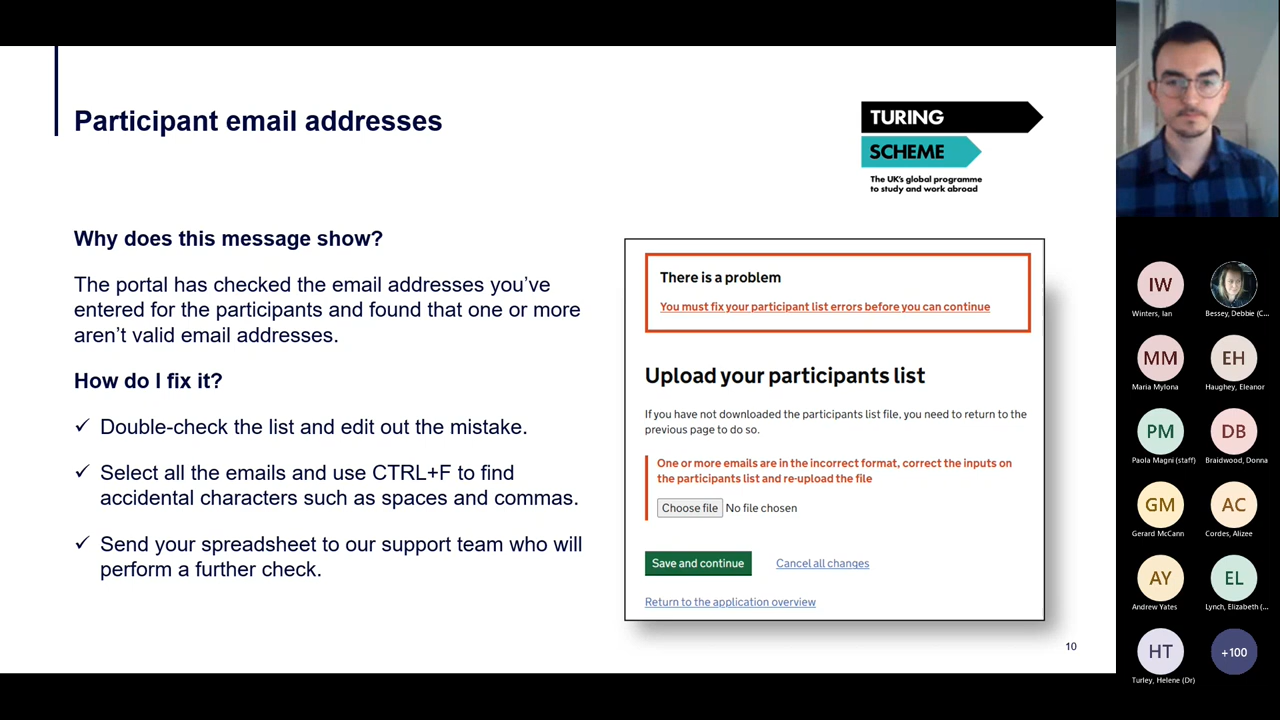 Participant email addresses
TURING
SCHEME
The UK's global programme
to study and work abroad
Why does this message show?
The portal has checked the email addresses you've
entered for the participants and found that one or more
aren't valid email addresses.
How do I fix it?
✓ Double-check the list and edit out the mistake.
✓ Select all the emails and use CTRL+F to find
accidental characters such as spaces and commas.
✓ Send your spreadsheet to our support team who will
perform a further check.
There is a problem
You must fix your participant list errors before you can continue
Upload your participants list
If you have not downloaded the participants list file, you need to return to the
previous page to do so.
One or more emails are in the incorrect format, correct the inputs on
the participants list and re-upload the file
Choose file No file chosen
Save and continue Cancel all changes
Return to the application overview
10
IW
Winters, Ian
Bessey, Debbie (C...
MM
Maria Mylona
EH
Haughey, Eleanor
PM
Paola Magni (staff)
DB
Braidwood, Donna
GM
Gerard McCann
AC
Cordes, Alizee
AY
Andrew Yates
EL
Lynch, Elizabeth (...
HT
Turley, Helene (Dr)
+100